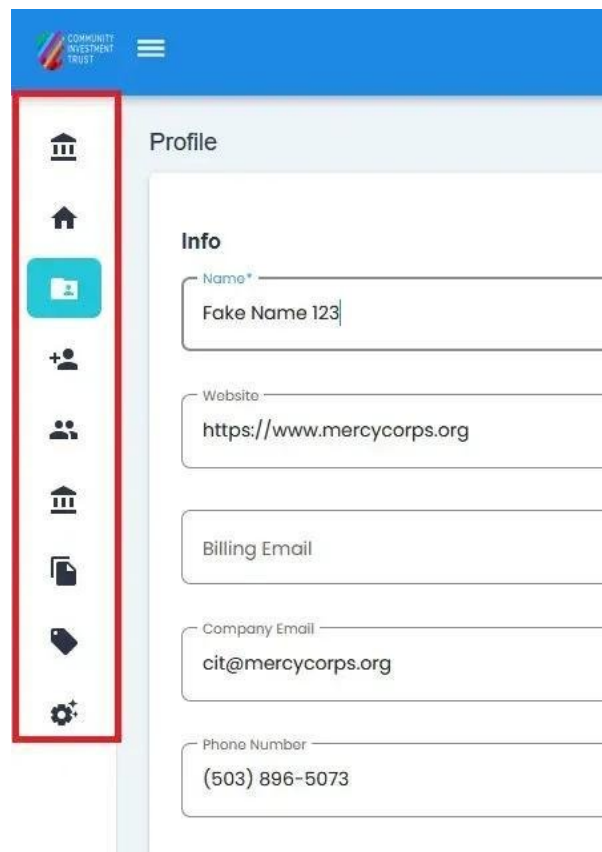 COMMUNITY
INVESTMENT
TRUST
Profile
Info
Name*
Fake Name 123
Website
https://www.mercycorps.org
Billing Email
Company Email
cit@mercycorps.org
Phone Number
(503) 896-5073